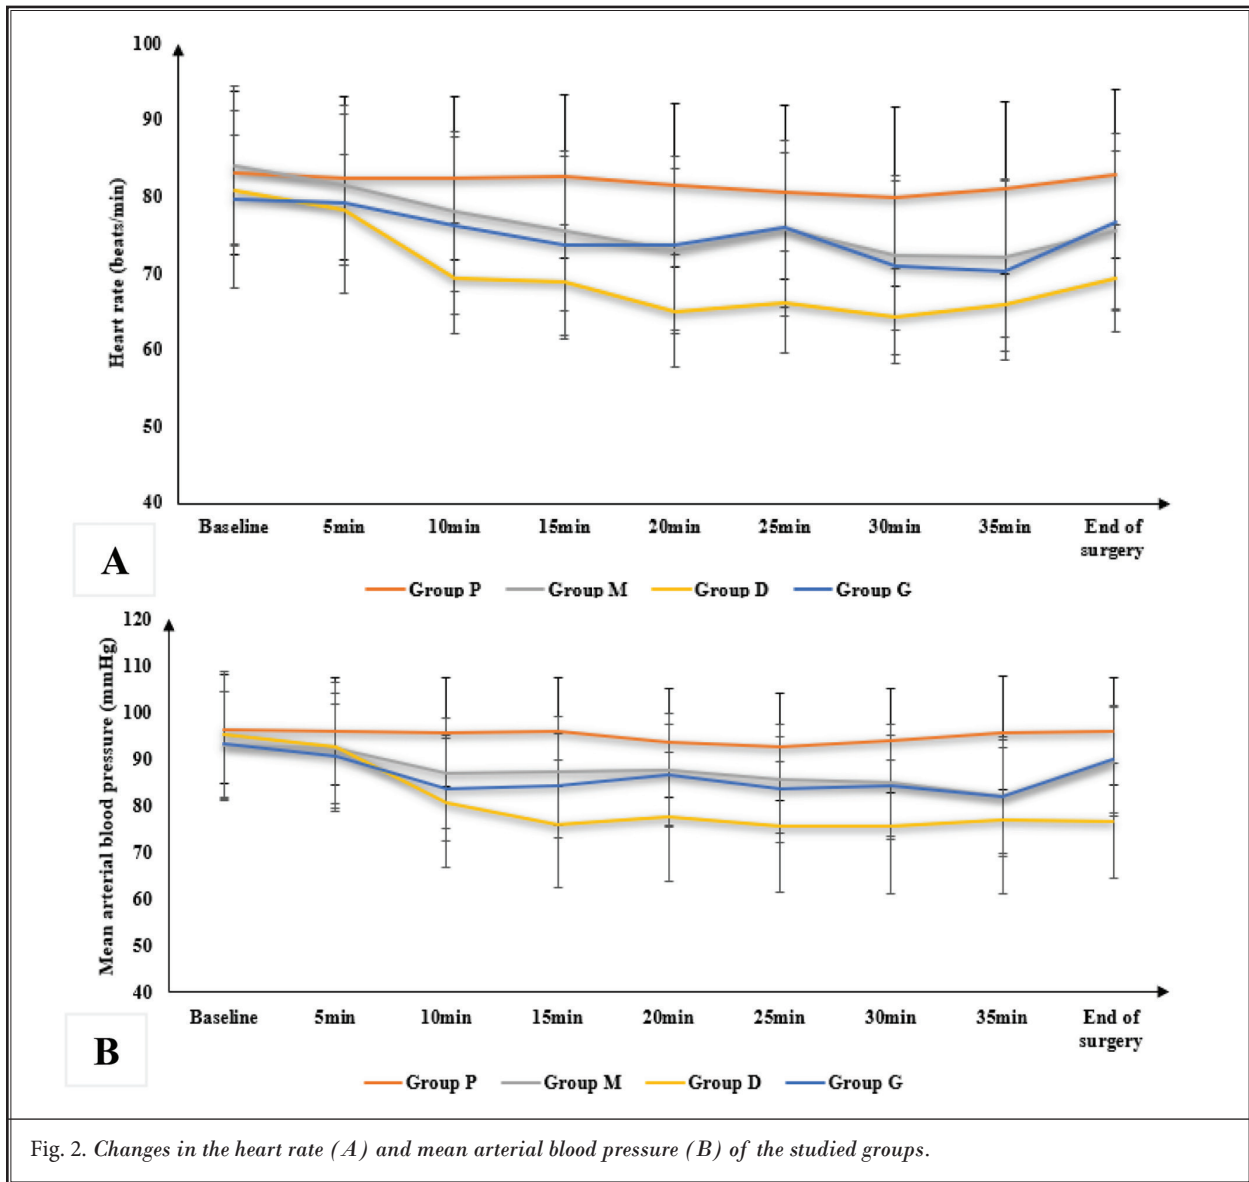 100
90
80
70
60
50
40
Heart rate (beats/min)
Baseline 5min 10min 15min 20min 25min 30min 35min End of
surgery
A
Group P Group M Group D Group G
120
110
100
90
80
70
60
50
40
Mean arterial blood pressure (mmHg)
Baseline 5min 10min 15min 20min 25min 30min 35min End of
surgery
B
Group P Group M Group D Group G
Fig. 2. Changes in the heart rate (A) and mean arterial blood pressure (B) of the studied groups.